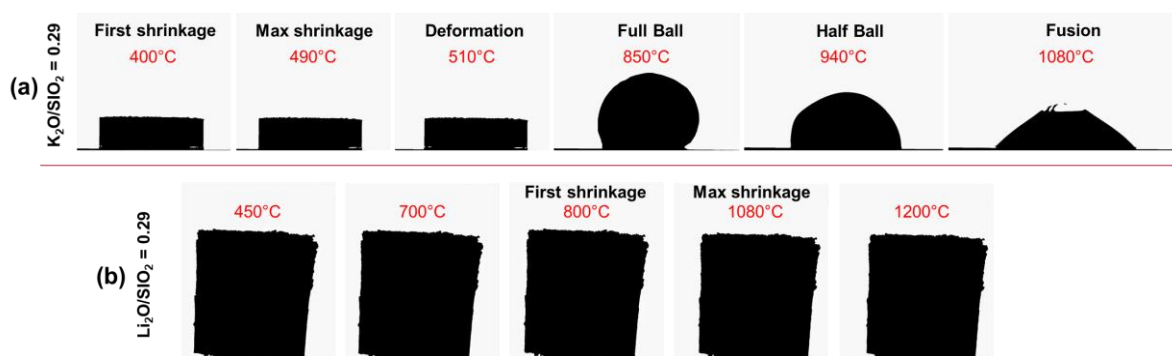 First shrinkage Max shrinkage Deformation Full Ball Half Ball Fusion
400°C 490°C 510°C 850°C 940°C 1080°C
(a) K₂O/SIO₂ = 0.29
First shrinkage Max shrinkage
450°C 700°C 800°C 1080°C 1200°C
(b) Li₂O/SIO₂ = 0.29